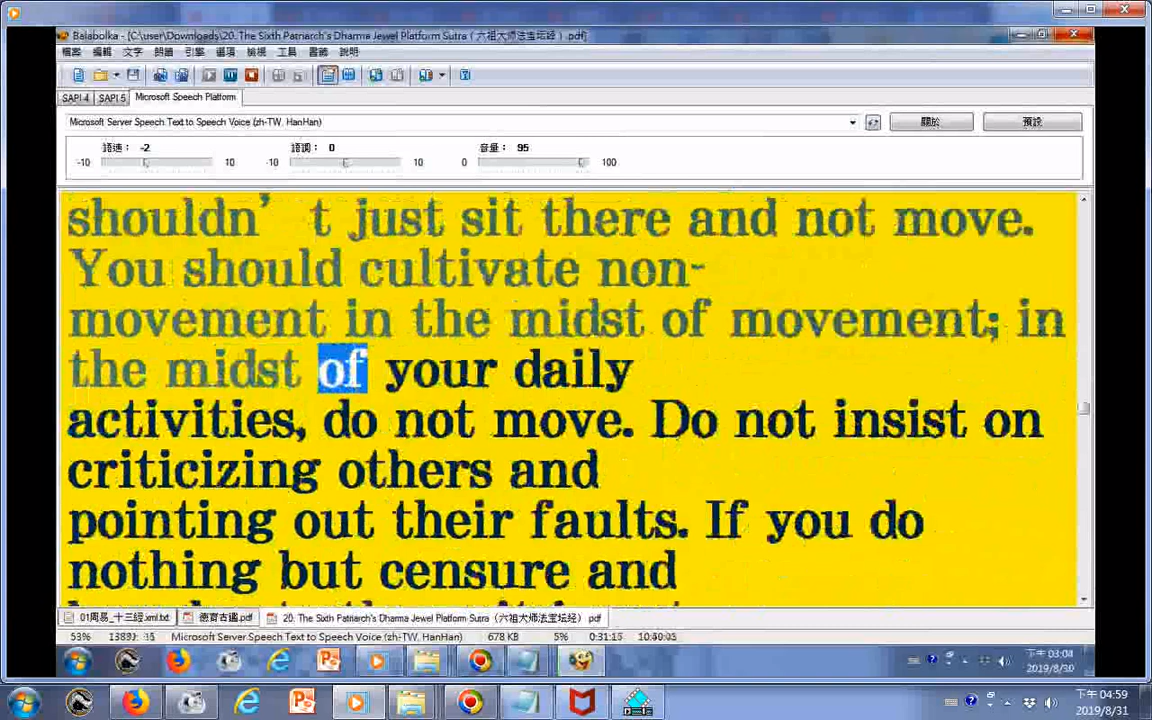 Balabolka - [C:\user\Downloads\20. The Sixth Patriarch's Dharma Jewel Platform Sutra (六祖大师法宝坛经) .pdf]
檔案 編輯 文字 朗讀 引擎 選項 檢視 工具 書籤 說明
SAPI 4 SAPI 5 Microsoft Speech Platform
Microsoft Server Speech Text to Speech Voice (zh-TW, HanHan)
關於 預設
語速： -2 語調： 0 音量： 95
-10 10 -10 10 0 100
shouldn’ t just sit there and not move.
You should cultivate non-
movement in the midst of movement; in
the midst of your daily
activities, do not move. Do not insist on
criticizing others and
pointing out their faults. If you do
nothing but censure and
01周易_十三經.xml.txt 德育古鑑.pdf 20. The Sixth Patriarch's Dharma Jewel Platform Sutra (六祖大师法宝坛经) .pdf
53% Microsoft Server Speech Text to Speech Voice (zh-TW, HanHan) 678 KB 5% 0:31:15
下午 03:04
2019/8/30
下午 04:59
2019/8/31